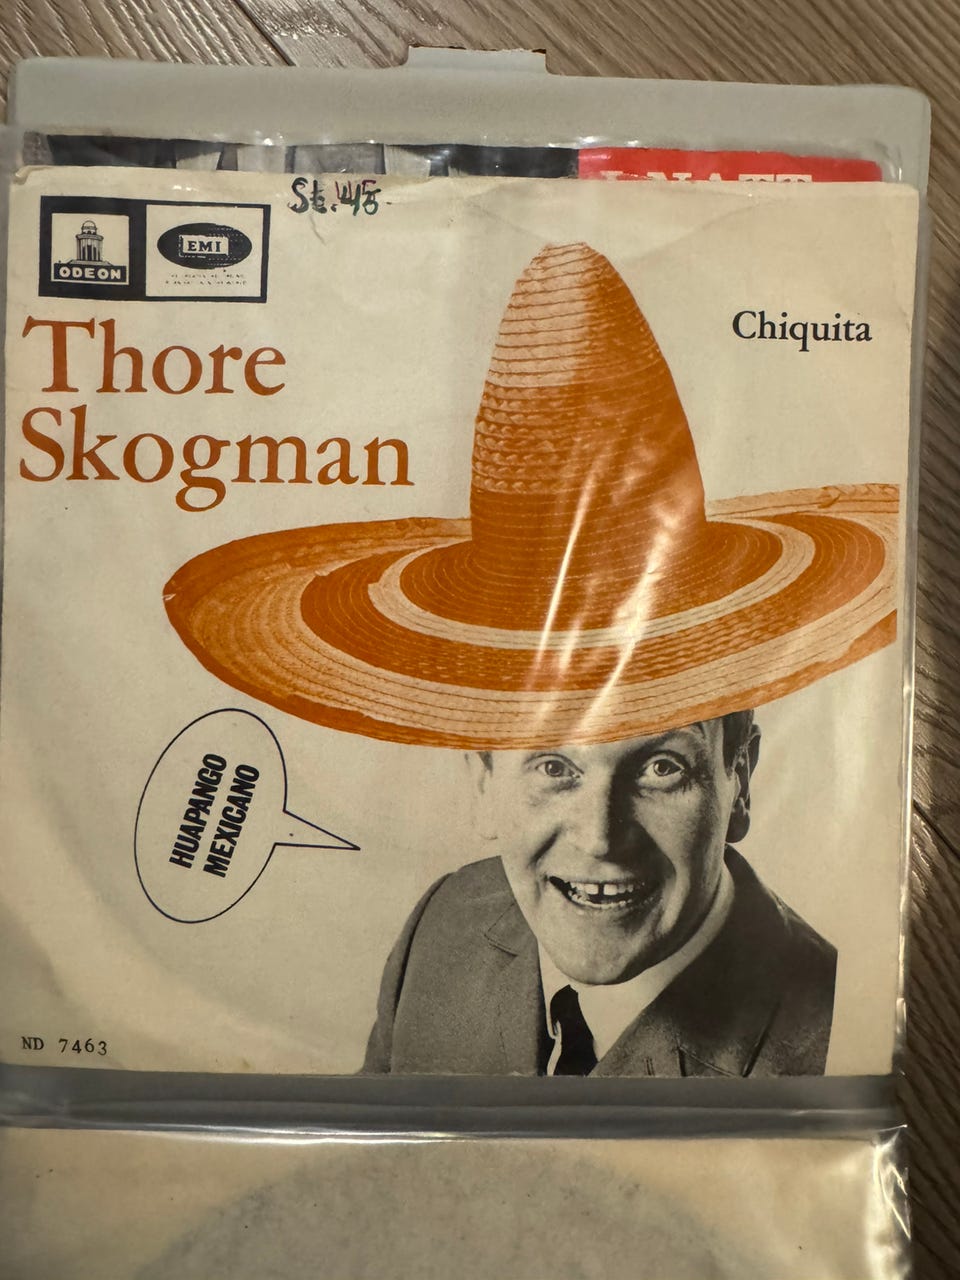 St. 45
ODEON
EMI
Thore
Skogman
Chiquita
HUAPANGO
MEXICANO
ND 7463